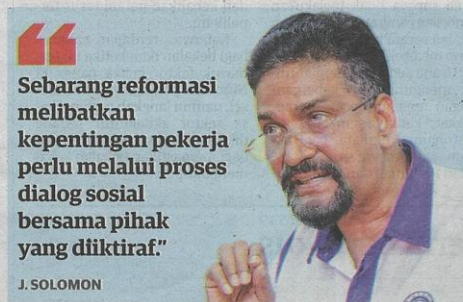 Sebarang reformasi
melibatkan
kepentingan pekerja
perlu melalui proses
dialog sosial
bersama pihak
yang diiktiraf."
J. SOLOMON